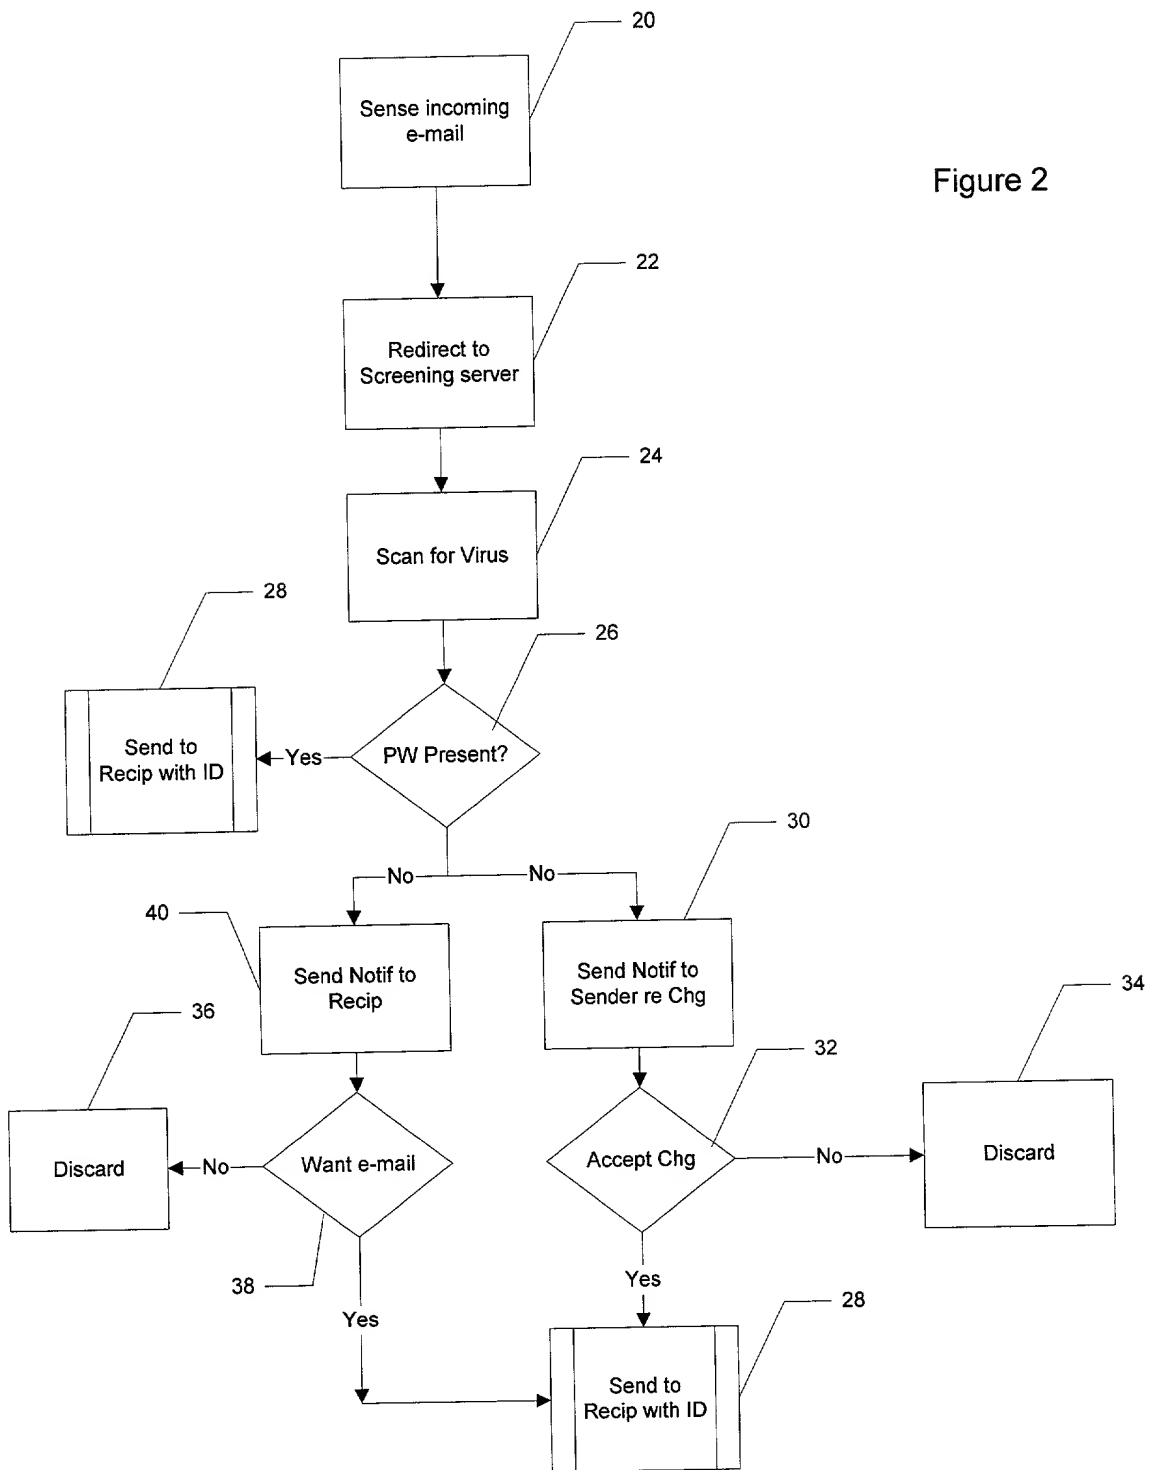 20
Sense incoming
e-mail
Figure 2
22
Redirect to
Screening server
24
Scan for Virus
28
26
Send to
Recip with ID
Yes
PW Present?
30
No
No
40
Send Notif to
Recip
Send Notif to
Sender re Chg
34
36
32
Discard
No
Want e-mail
Accept Chg
No
Discard
38
Yes
Yes
28
Send to
Recip with ID